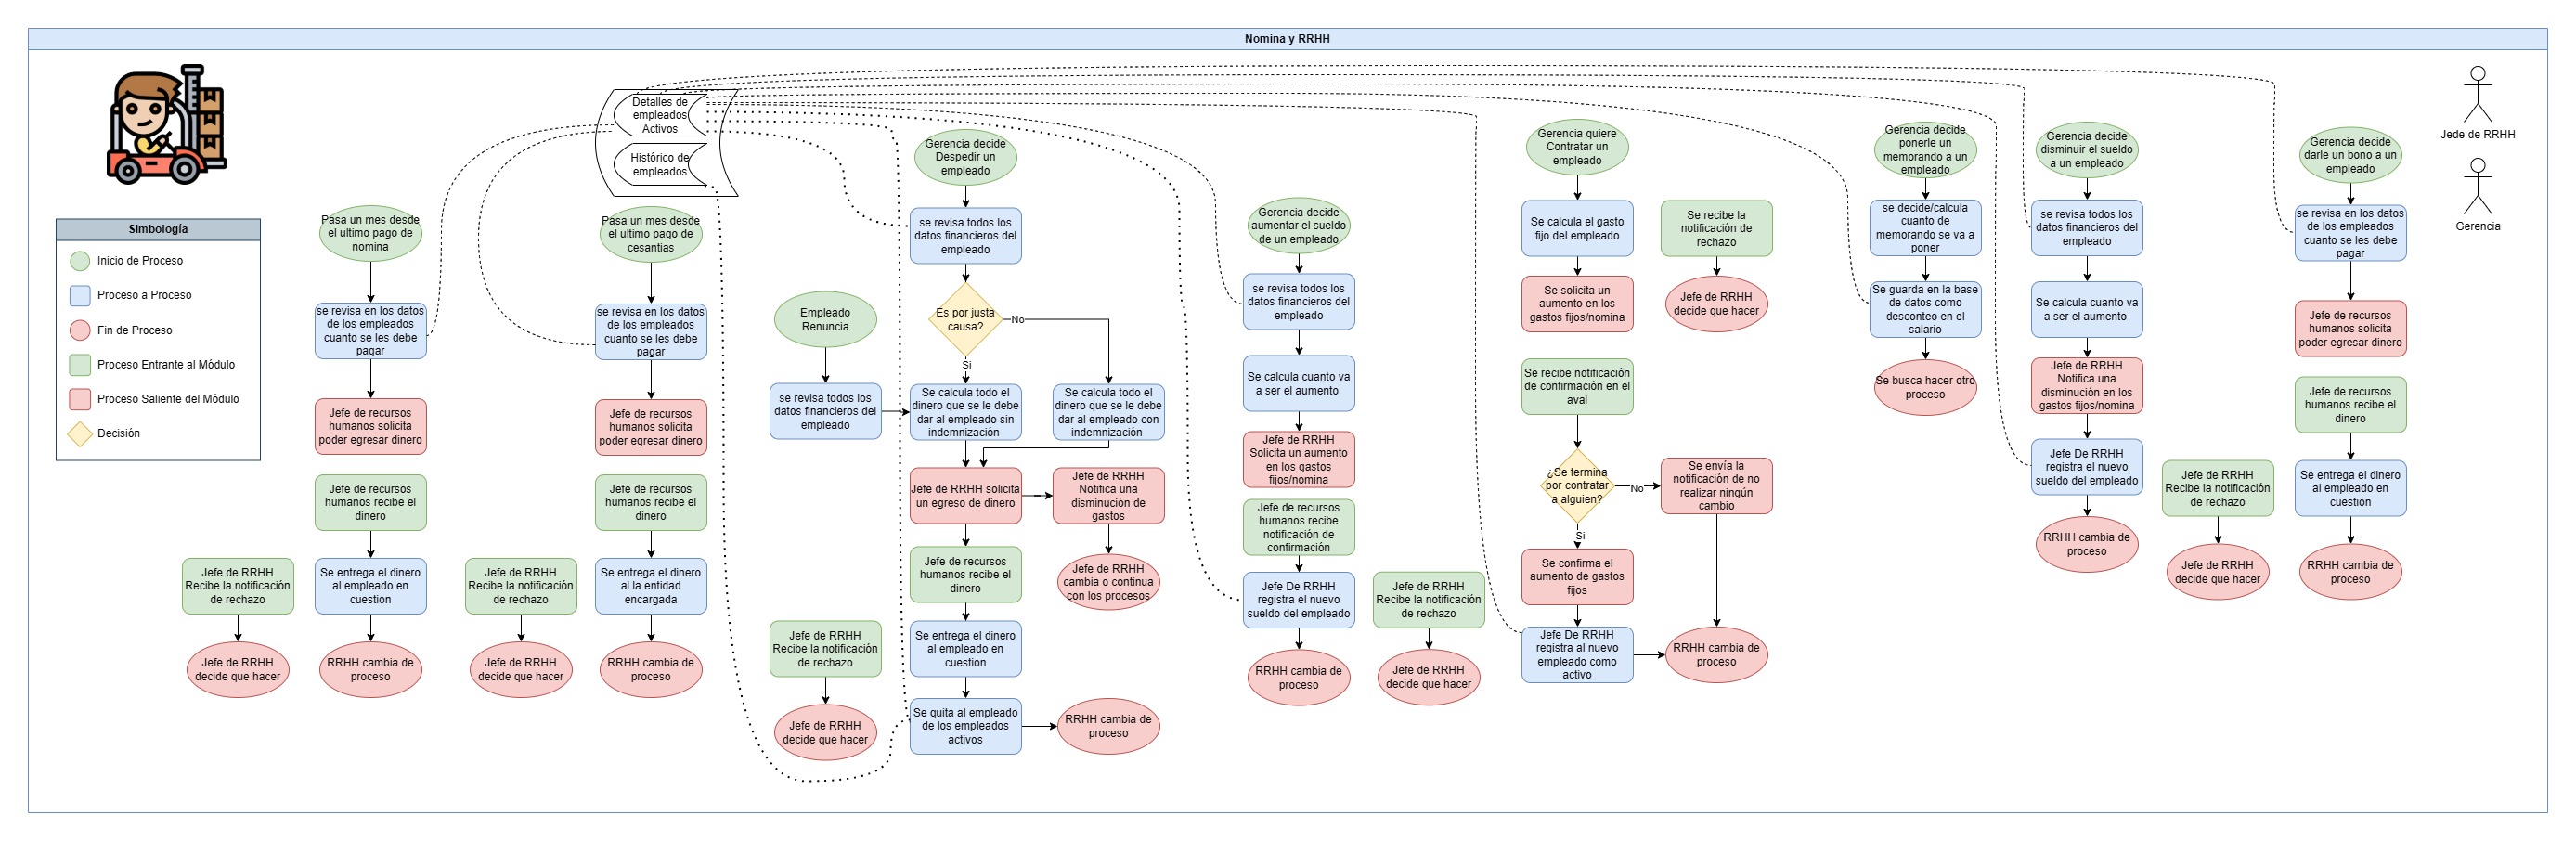 Nomina y RRHH
Simbología
Inicio de Proceso
Proceso a Proceso
Fin de Proceso
Proceso Entrante al Módulo
Proceso Saliente del Módulo
Decisión
Detalles de
empleados
Activos
Histórico de
empleados
Pasa un mes desde
el ultimo pago de
nomina
se revisa en los datos
de los empleados
cuanto se les debe
pagar
Jefe de recursos
humanos solicita
poder egresar dinero
Jefe de recursos
humanos recibe el
dinero
Jefe de RRHH
Recibe la notificación
de rechazo
Jefe de RRHH
decide que hacer
Se entrega el dinero
al empleado en
cuestion
RRHH cambia de
proceso
Pasa un mes desde
el ultimo pago de
cesantias
se revisa en los datos
de los empleados
cuanto se les debe
pagar
Jefe de recursos
humanos solicita
poder egresar dinero
Jefe de recursos
humanos recibe el
dinero
Jefe de RRHH
Recibe la notificación
de rechazo
Jefe de RRHH
decide que hacer
Se entrega el dinero
al la entidad
encargada
RRHH cambia de
proceso
Empleado
Renuncia
se revisa todos los
datos financieros del
empleado
Jefe de RRHH
Recibe la notificación
de rechazo
Jefe de RRHH
decide que hacer
Gerencia decide
Despedir un
empleado
se revisa todos los
datos financieros del
empleado
Es por justa
causa?
No
Si
Se calcula todo el
dinero que se le debe
dar al empleado sin
indemnización
Se calcula todo el
dinero que se le debe
dar al empleado con
indemnización
Jefe de RRHH solicita
un egreso de dinero
Jefe de RRHH
Notifica una
disminución de
gastos
Jefe de RRHH
cambia o continua
con los procesos
Jefe de recursos
humanos recibe el
dinero
Se entrega el dinero
al empleado en
cuestion
Se quita al empleado
de los empleados
activos
RRHH cambia de
proceso
Gerencia decide
aumentar el sueldo
de un empleado
se revisa todos los
datos financieros del
empleado
Se calcula cuanto va
a ser el aumento
Jefe de RRHH
Solicita un aumento
en los gastos
fijos/nomina
Jefe de recursos
humanos recibe
notificación de
confirmación
Jefe De RRHH
registra el nuevo
sueldo del empleado
RRHH cambia de
proceso
Jefe de RRHH
Recibe la notificación
de rechazo
Jefe de RRHH
decide que hacer
Gerencia quiere
Contratar un
empleado
Se calcula el gasto
fijo del empleado
Se solicita un
aumento en los
gastos fijos/nomina
Se recibe la
notificación de
rechazo
Jefe de RRHH
decide que hacer
Se recibe notificación
de confirmación en el
aval
¿Se termina
por contratar
a alguien?
No
Si
Se envía la
notificación de no
realizar ningún
cambio
Se confirma el
aumento de gastos
fijos
Jefe De RRHH
registra al nuevo
empleado como
activo
RRHH cambia de
proceso
Gerencia decide
ponerle un
memorando a un
empleado
se decide/calcula
cuanto de
memorando se va a
poner
Se guarda en la base
de datos como
desconteo en el
salario
Se busca hacer otro
proceso
Gerencia decide
disminuir el sueldo
a un empleado
se revisa todos los
datos financieros del
empleado
Se calcula cuanto va
a ser el aumento
Jefe de RRHH
Notifica una
disminución en los
gastos fijos/nomina
Jefe De RRHH
registra el nuevo
sueldo del empleado
RRHH cambia de
proceso
Jefe de RRHH
Recibe la notificación
de rechazo
Jefe de RRHH
decide que hacer
Gerencia decide
darle un bono a un
empleado
se revisa en los datos
de los empleados
cuanto se les debe
pagar
Jefe de recursos
humanos solicita
poder egresar dinero
Jefe de recursos
humanos recibe el
dinero
Se entrega el dinero
al empleado en
cuestion
RRHH cambia de
proceso
Jede de RRHH
Gerencia